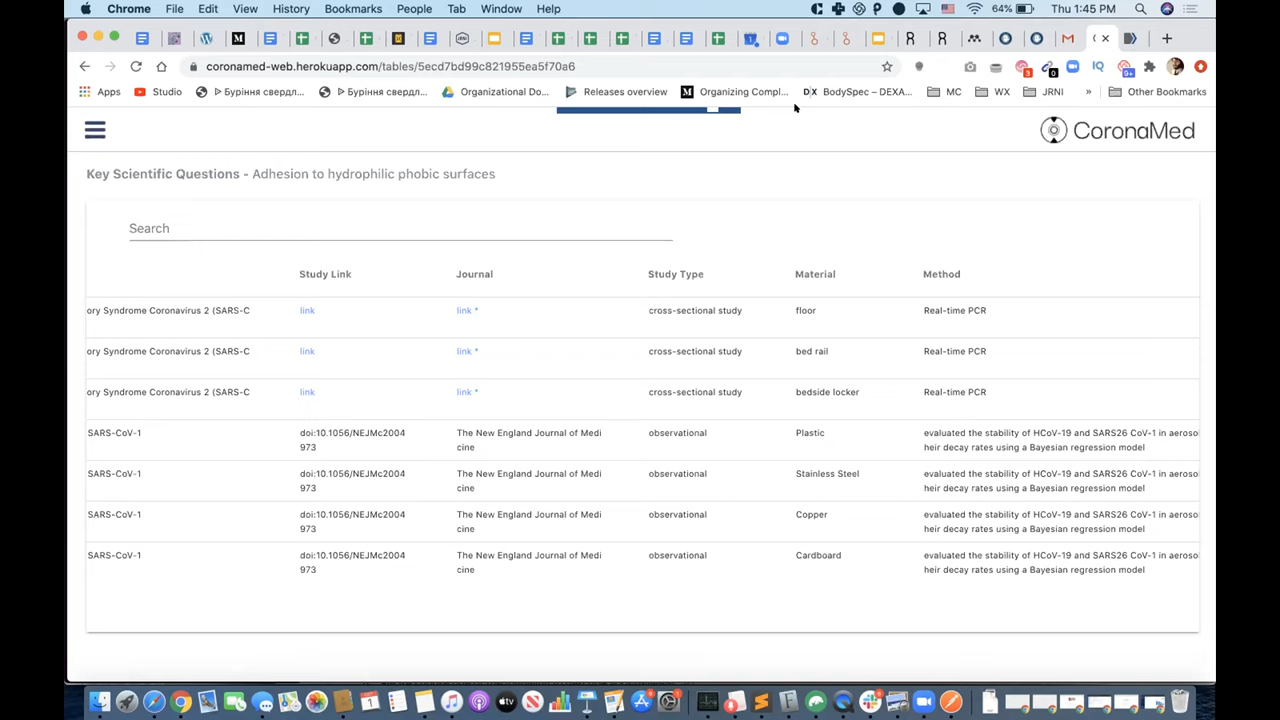 Chrome File Edit View History Bookmarks People Tab Window Help 64% Thu 1:45 PM
coronamed-web.herokuapp.com/tables/5ecd7bd99c821955ea5f70a6
Apps Studio ᐈ Буріння свердл... ᐈ Буріння свердл... Organizational Do... Releases overview Organizing Compl... BodySpec – DEXA... MC WX JRNI » Other Bookmarks
CoronaMed
Key Scientific Questions - Adhesion to hydrophilic phobic surfaces
Search
Study Link Journal Study Type Material Method
ory Syndrome Coronavirus 2 (SARS-C link link * cross-sectional study floor Real-time PCR
ory Syndrome Coronavirus 2 (SARS-C link link * cross-sectional study bed rail Real-time PCR
ory Syndrome Coronavirus 2 (SARS-C link link * cross-sectional study bedside locker Real-time PCR
SARS-CoV-1 doi:10.1056/NEJMc2004 The New England Journal of Medi observational Plastic evaluated the stability of HCoV-19 and SARS26 CoV-1 in aeroso
973 cine heir decay rates using a Bayesian regression model
SARS-CoV-1 doi:10.1056/NEJMc2004 The New England Journal of Medi observational Stainless Steel evaluated the stability of HCoV-19 and SARS26 CoV-1 in aeroso
973 cine heir decay rates using a Bayesian regression model
SARS-CoV-1 doi:10.1056/NEJMc2004 The New England Journal of Medi observational Copper evaluated the stability of HCoV-19 and SARS26 CoV-1 in aeroso
973 cine heir decay rates using a Bayesian regression model
SARS-CoV-1 doi:10.1056/NEJMc2004 The New England Journal of Medi observational Cardboard evaluated the stability of HCoV-19 and SARS26 CoV-1 in aeroso
973 cine heir decay rates using a Bayesian regression model